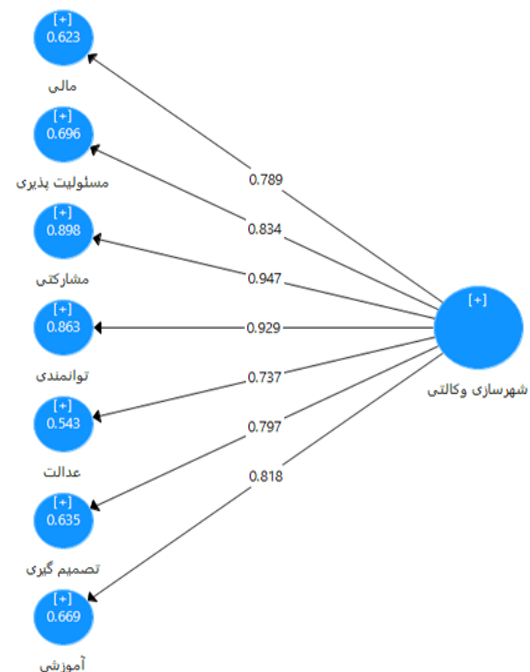 [+]
0.623
مالی
[+]
0.696
مسئولیت پذیری
[+]
0.898
مشارکتی
[+]
0.863
توانمندی
[+]
0.543
عدالت
[+]
0.635
تصمیم گیری
[+]
0.669
آموزشی
0.789
0.834
0.947
0.929
0.737
0.797
0.818
[+]
شهرسازی وکالتی